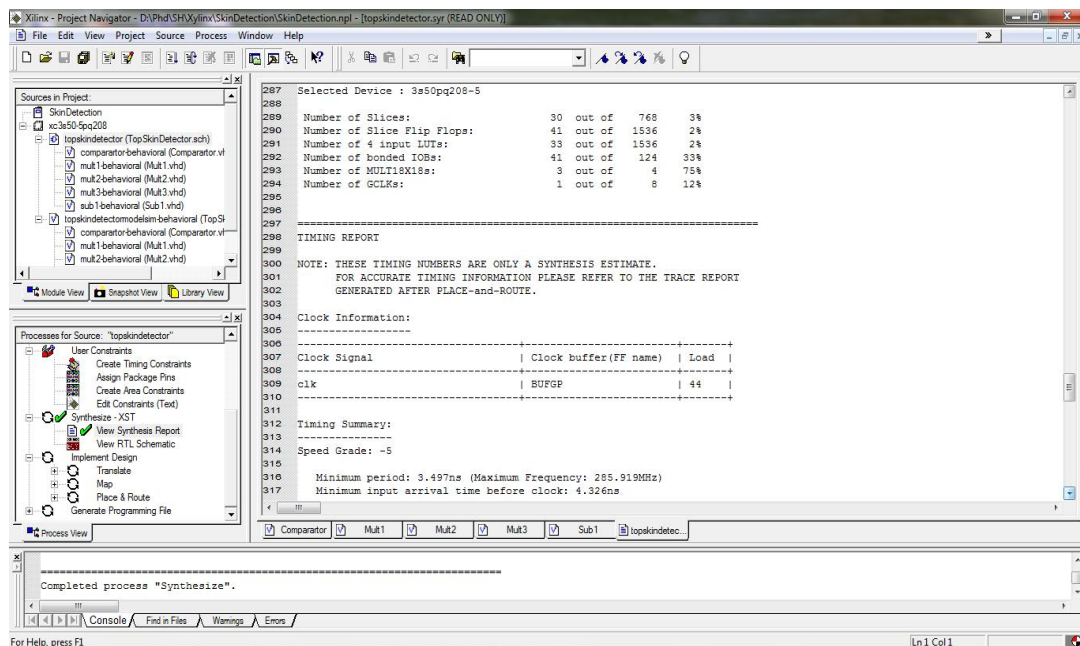 Xilinx - Project Navigator - D:\Phd\SH\Xylinx\SkinDetection\SkinDetection.npl - [topskindetector.syr (READ ONLY)]
File Edit View Project Source Process Window Help
Sources in Project:
SkinDetection
xc3s50-5pq208
topskindetector (TopSkinDetector.sch)
comparartor-behavioral (Comparartor.vh
mult1-behavioral (Mult1.vhd)
mult2-behavioral (Mult2.vhd)
mult3-behavioral (Mult3.vhd)
sub1-behavioral (Sub1.vhd)
topskindetectormodelsim-behavioral (TopSk
comparartor-behavioral (Comparartor.vh
mult1-behavioral (Mult1.vhd)
mult2-behavioral (Mult2.vhd)
Module View Snapshot View Library View
Processes for Source: "topskindetector"
User Constraints
Create Timing Constraints
Assign Package Pins
Create Area Constraints
Edit Constraints (Text)
Synthesize - XST
View Synthesis Report
View RTL Schematic
Implement Design
Translate
Map
Place & Route
Generate Programming File
Process View
287 Selected Device : 3s50pq208-5
288
289 Number of Slices: 30 out of 768 3%
290 Number of Slice Flip Flops: 41 out of 1536 2%
291 Number of 4 input LUTs: 33 out of 1536 2%
292 Number of bonded IOBs: 41 out of 124 33%
293 Number of MULT18X18s: 3 out of 4 75%
294 Number of GCLKs: 1 out of 8 12%
295
296
297 =========================================================================
298 TIMING REPORT
299
300 NOTE: THESE TIMING NUMBERS ARE ONLY A SYNTHESIS ESTIMATE.
301 FOR ACCURATE TIMING INFORMATION PLEASE REFER TO THE TRACE REPORT
302 GENERATED AFTER PLACE-and-ROUTE.
303
304 Clock Information:
305 ------------------
306 -----------------------------------+------------------------+-------+
307 Clock Signal | Clock buffer(FF name) | Load |
308 -----------------------------------+------------------------+-------+
309 clk | BUFGP | 44 |
310 -----------------------------------+------------------------+-------+
311
312 Timing Summary:
313 ---------------
314 Speed Grade: -5
315
316 Minimum period: 3.497ns (Maximum Frequency: 285.919MHz)
317 Minimum input arrival time before clock: 4.326ns
Comparartor Mult1 Mult2 Mult3 Sub1 topskindetec...
=========================================================================
Completed process "Synthesize".
Console Find in Files Warnings Errors
For Help, press F1
Ln 1 Col 1